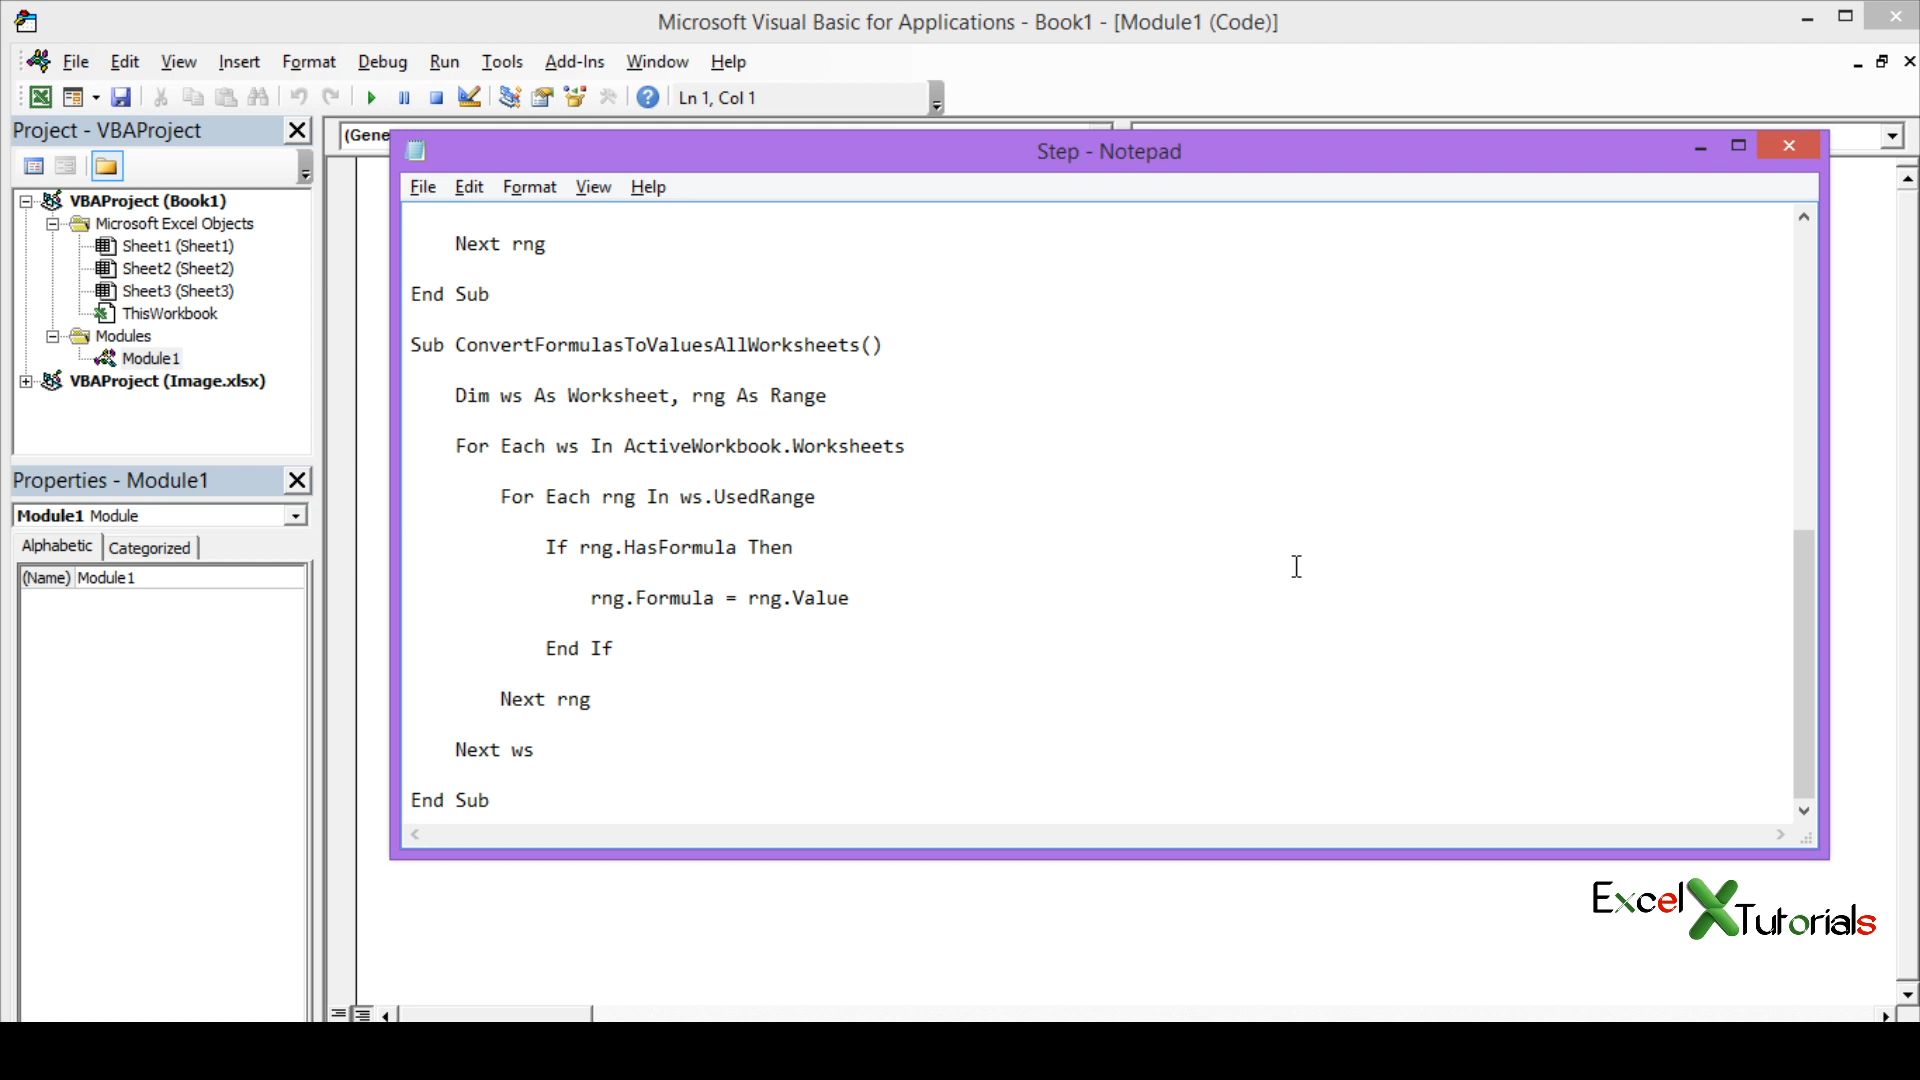 Microsoft Visual Basic for Applications - Book1 - [Module1 (Code)]
File Edit View Insert Format Debug Run Tools Add-Ins Window Help
Ln 1, Col 1
Project - VBAProject
VBAProject (Book1)
Microsoft Excel Objects
Sheet1 (Sheet1)
Sheet2 (Sheet2)
Sheet3 (Sheet3)
ThisWorkbook
Modules
Module1
VBAProject (Image.xlsx)
Properties - Module1
Module1 Module
Alphabetic Categorized
(Name) Module1
(Gene
Step - Notepad
File Edit Format View Help
Next rng
End Sub
Sub ConvertFormulasToValuesAllWorksheets()
Dim ws As Worksheet, rng As Range
For Each ws In ActiveWorkbook.Worksheets
For Each rng In ws.UsedRange
If rng.HasFormula Then
rng.Formula = rng.Value
End If
Next rng
Next ws
End Sub
Excel X Tutorials